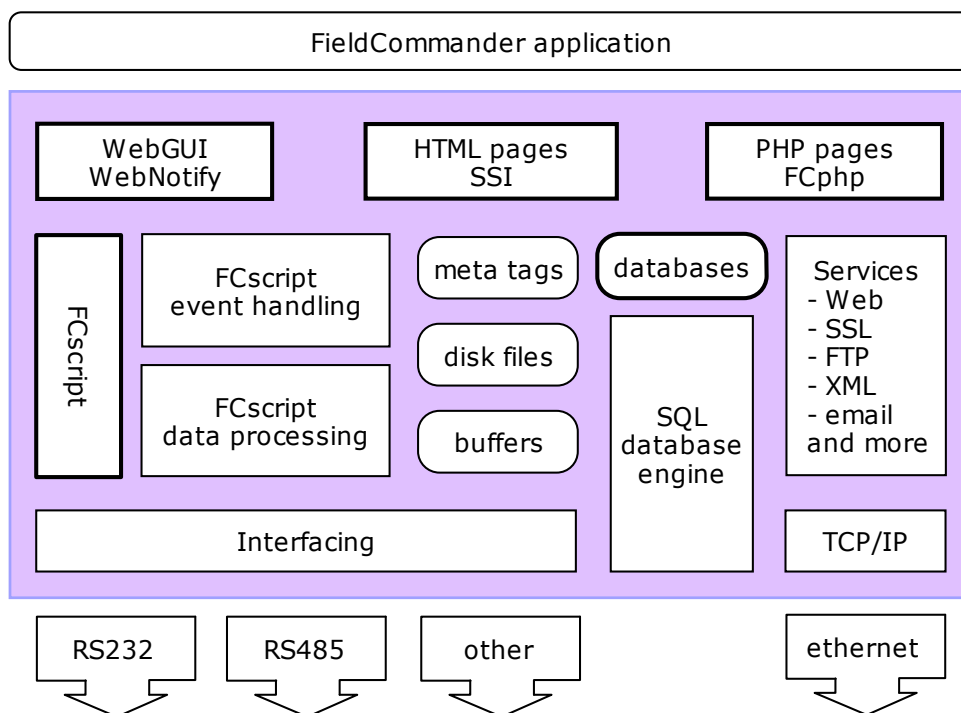 FieldCommander application
WebGUI
WebNotify
HTML pages
SSI
PHP pages
FCphp
FCscript
FCscript
event handling
FCscript
data processing
meta tags
disk files
buffers
databases
SQL
database
engine
Services
- Web
- SSL
- FTP
- XML
- email
and more
Interfacing
TCP/IP
RS232
RS485
other
ethernet